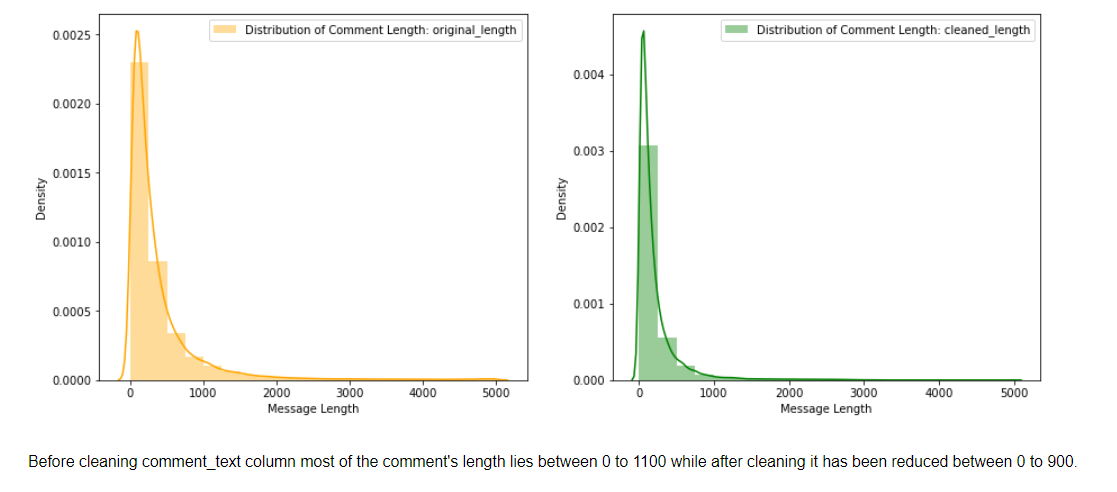 Distribution of Comment Length: original_length
0.0025
0.0020
0.0015
0.0010
0.0005
0.0000
Density
0 1000 2000 3000 4000 5000
Message Length
Distribution of Comment Length: cleaned_length
0.004
0.003
0.002
0.001
0.000
Density
0 1000 2000 3000 4000 5000
Message Length
Before cleaning comment_text column most of the comment's length lies between 0 to 1100 while after cleaning it has been reduced between 0 to 900.